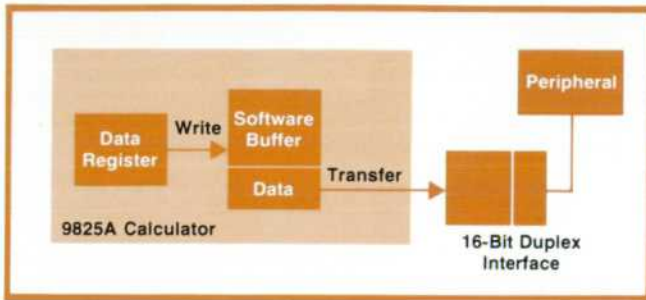 Peripheral
Data
Register
Write
Software
Buffer
Data
Transfer
9825A Calculator
16-Bit Duplex
Interface